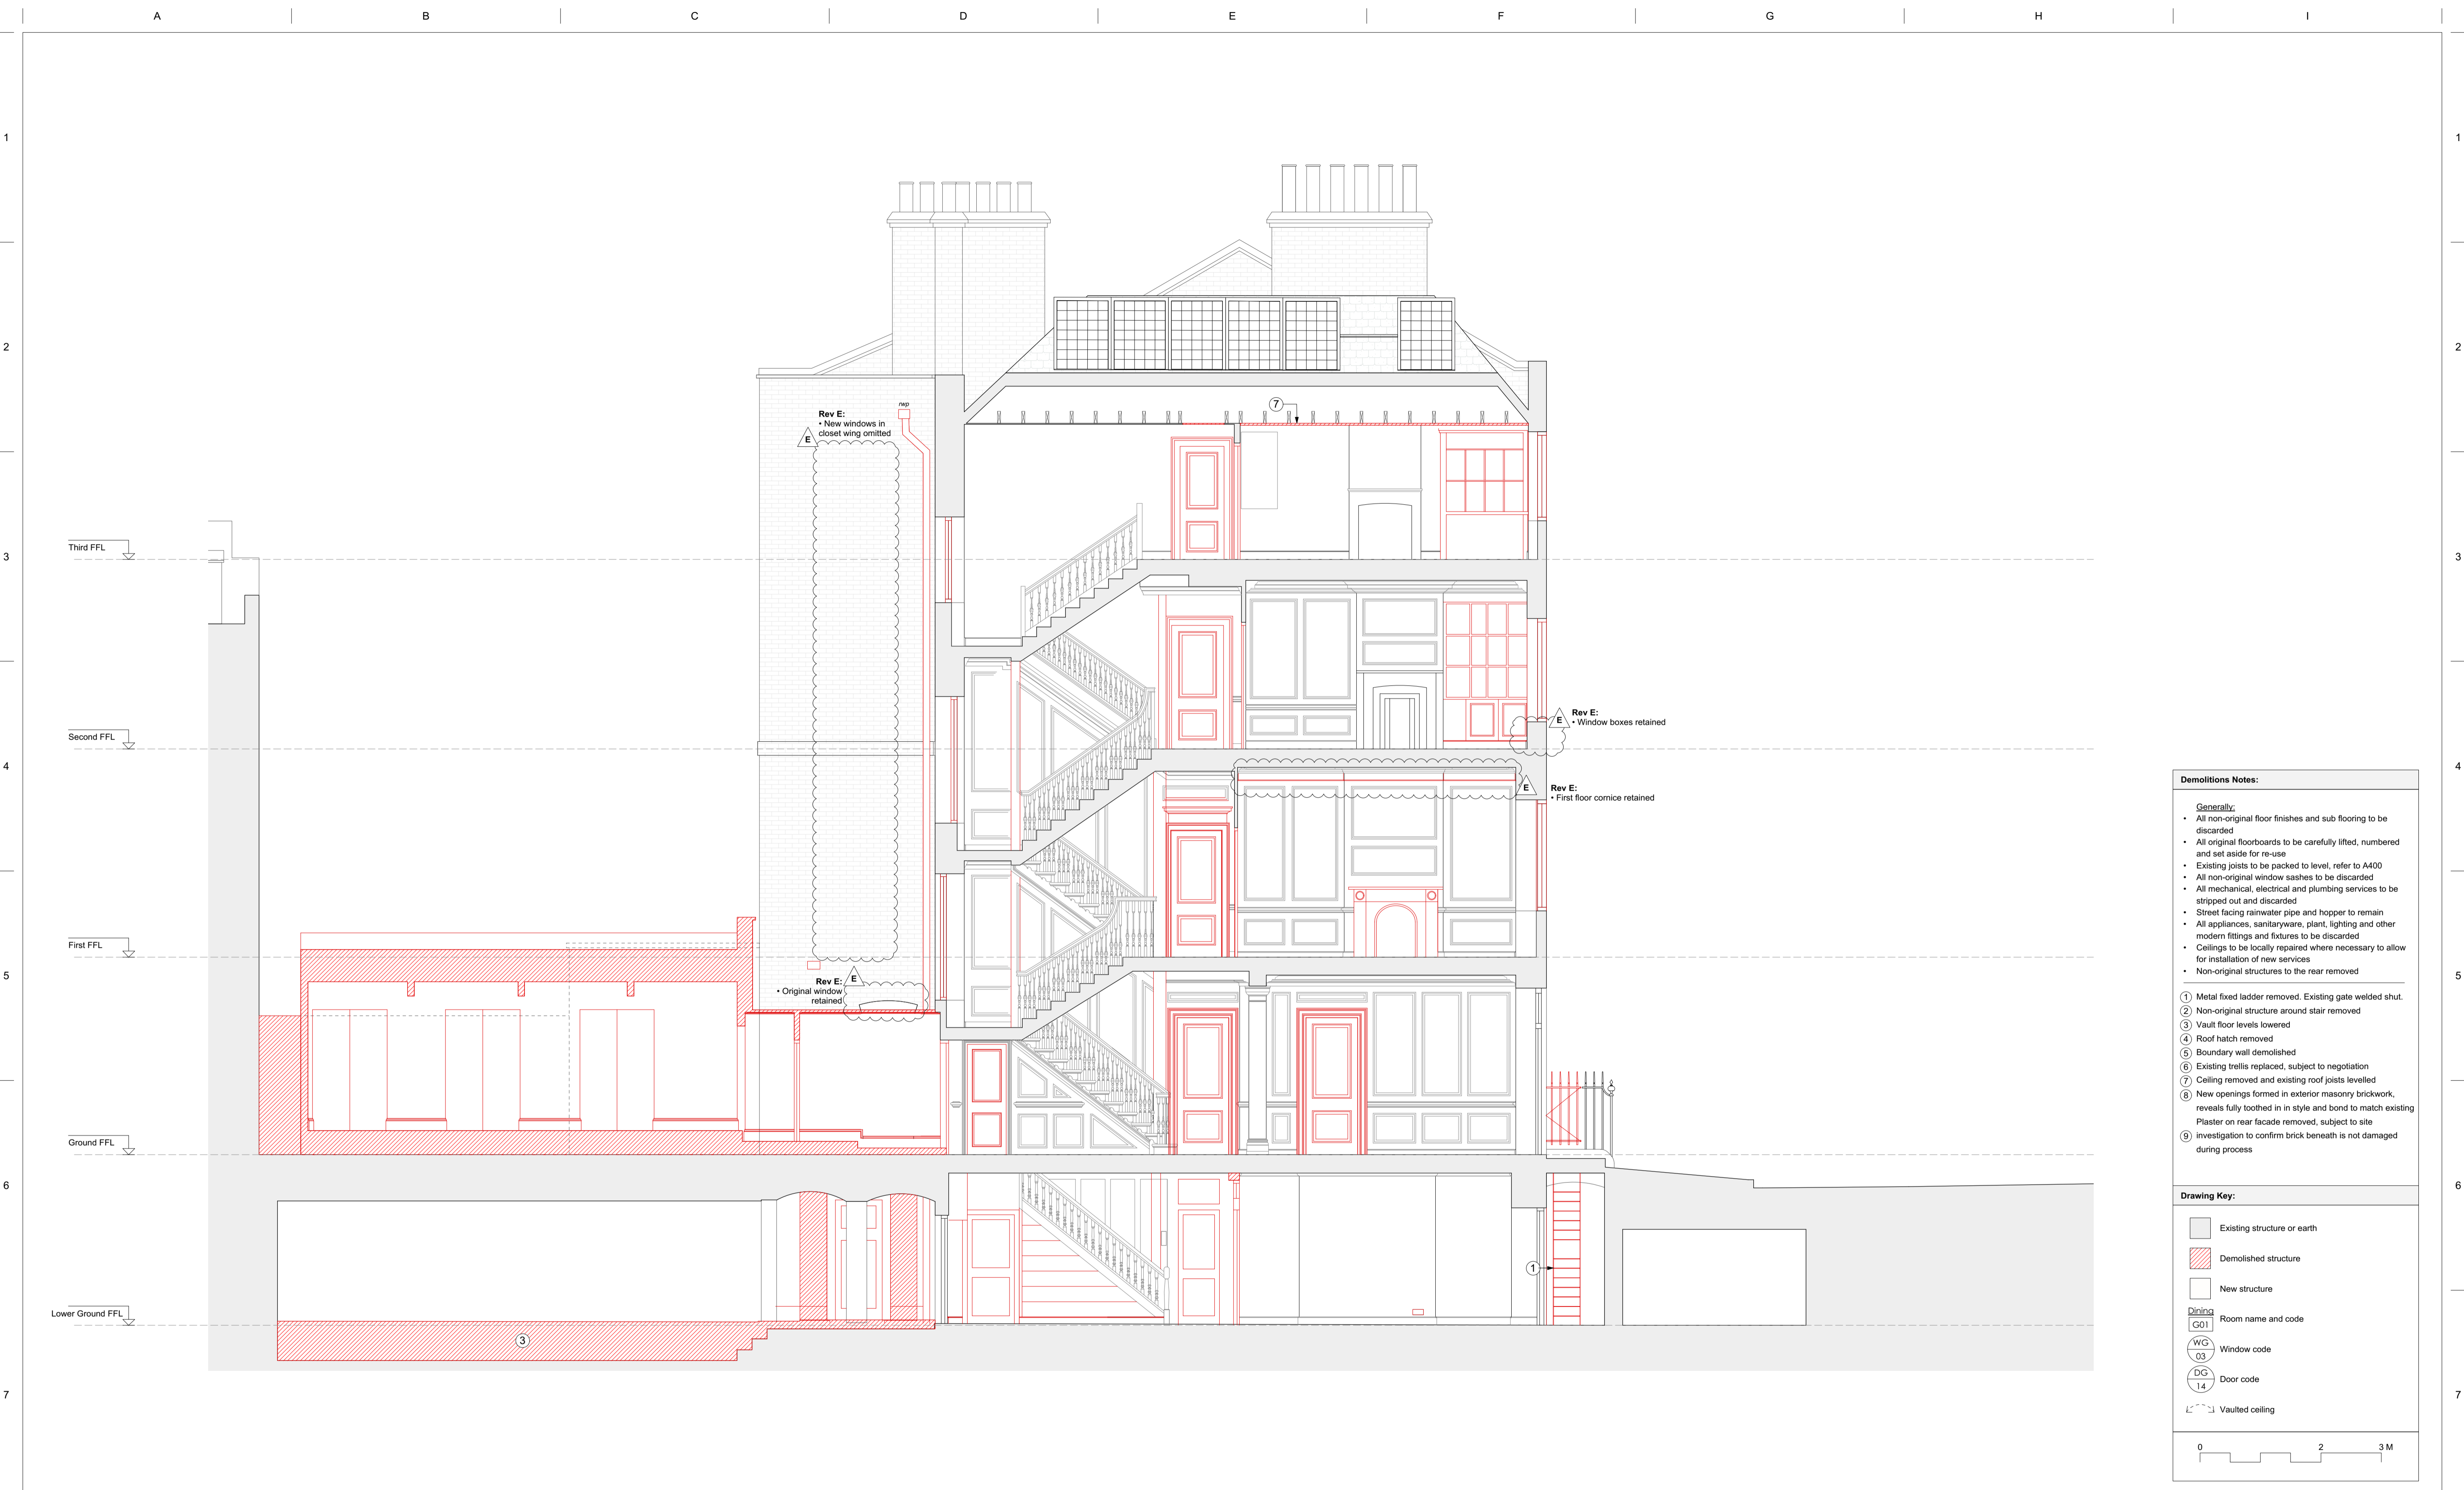 A B C D E F G H I
1 1
2 2
rwp
Rev E:
• New windows in
closet wing omitted
E
7
3 3
Third FFL
Second FFL
E
Rev E:
• Window boxes retained
4 4
E
Rev E:
• First floor cornice retained
First FFL
5 5
Rev E:
• Original window
retained
E
Ground FFL
6 6
1
Lower Ground FFL
3
7 7
Demolitions Notes:
Generally:
• All non-original floor finishes and sub flooring to be
discarded
• All original floorboards to be carefully lifted, numbered
and set aside for re-use
• Existing joists to be packed to level, refer to A400
• All non-original window sashes to be discarded
• All mechanical, electrical and plumbing services to be
stripped out and discarded
• Street facing rainwater pipe and hopper to remain
• All appliances, sanitaryware, plant, lighting and other
modern fittings and fixtures to be discarded
• Ceilings to be locally repaired where necessary to allow
for installation of new services
• Non-original structures to the rear removed
1 Metal fixed ladder removed. Existing gate welded shut.
2 Non-original structure around stair removed
3 Vault floor levels lowered
4 Roof hatch removed
5 Boundary wall demolished
6 Existing trellis replaced, subject to negotiation
7 Ceiling removed and existing roof joists levelled
8 New openings formed in exterior masonry brickwork,
reveals fully toothed in in style and bond to match existing
Plaster on rear facade removed, subject to site
9 investigation to confirm brick beneath is not damaged
during process
Drawing Key:
Existing structure or earth
Demolished structure
New structure
Dining
G01
Room name and code
WG
03
Window code
DG
14
Door code
Vaulted ceiling
0 2 3 M